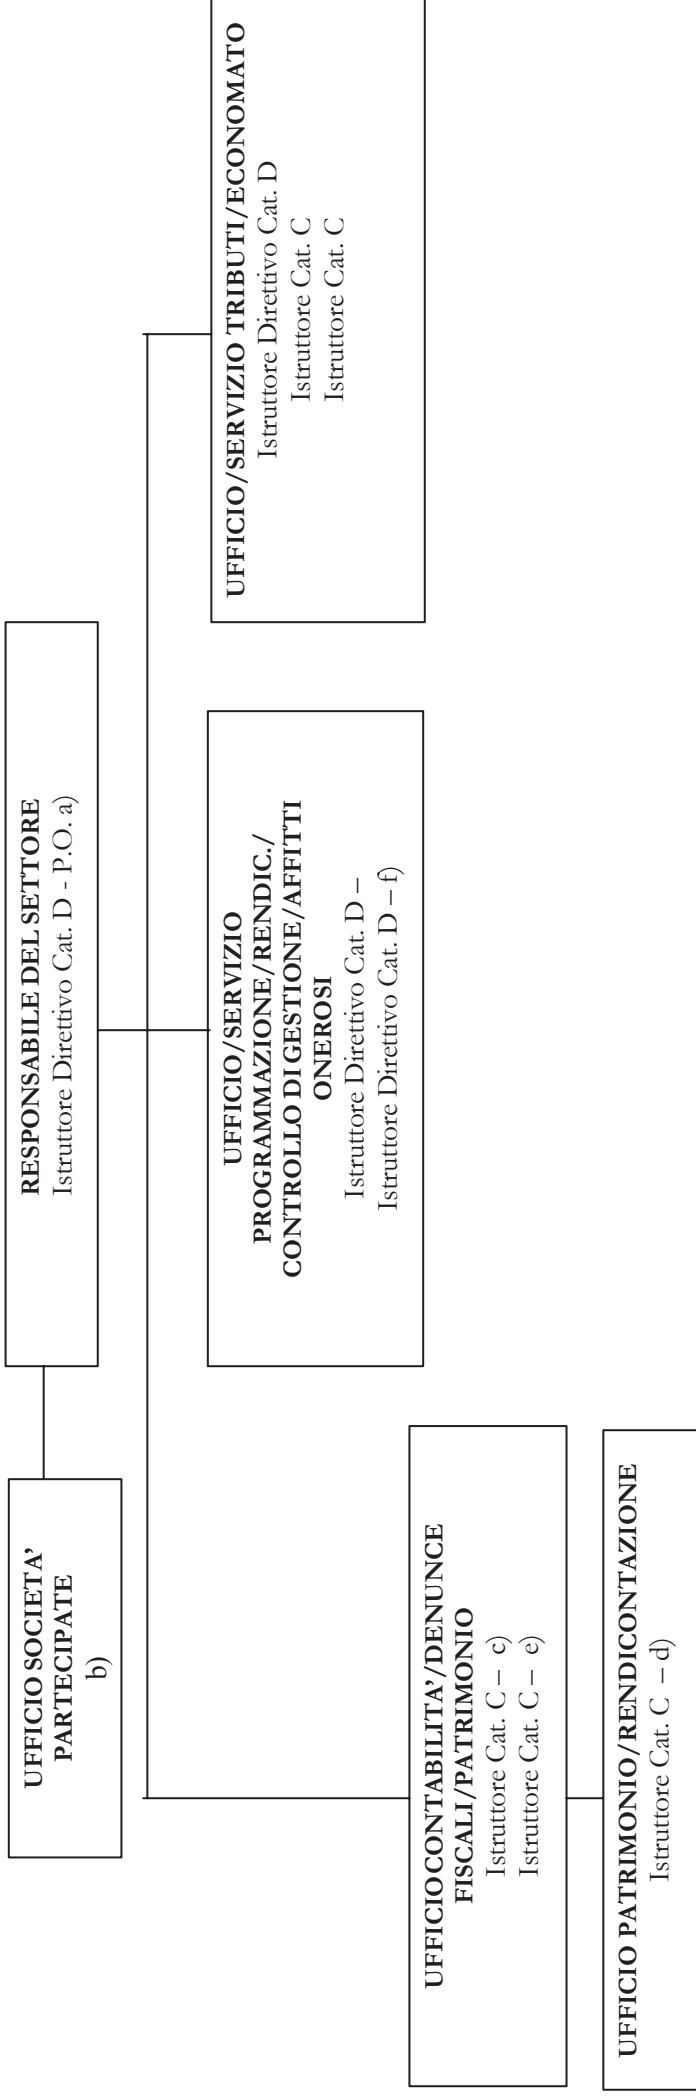 RESPONSABILE DEL SETTORE
Istruttore Direttivo Cat. D - P.O. a)
UFFICIO SOCIETA’
PARTECIPATE
b)
UFFICIO CONTABILITA’/DENUNCE
FISCALI/PATRIMONIO
Istruttore Cat. C – c)
Istruttore Cat. C – e)
UFFICIO PATRIMONIO/RENDICONTAZIONE
Istruttore Cat. C – d)
UFFICIO/SERVIZIO
PROGRAMMAZIONE/RENDIC./
CONTROLLO DI GESTIONE/AFFITTI
ONEROSI
Istruttore Direttivo Cat. D –
Istruttore Direttivo Cat. D – f)
UFFICIO/SERVIZIO TRIBUTI/ECONOMATO
Istruttore Direttivo Cat. D
Istruttore Cat. C
Istruttore Cat. C